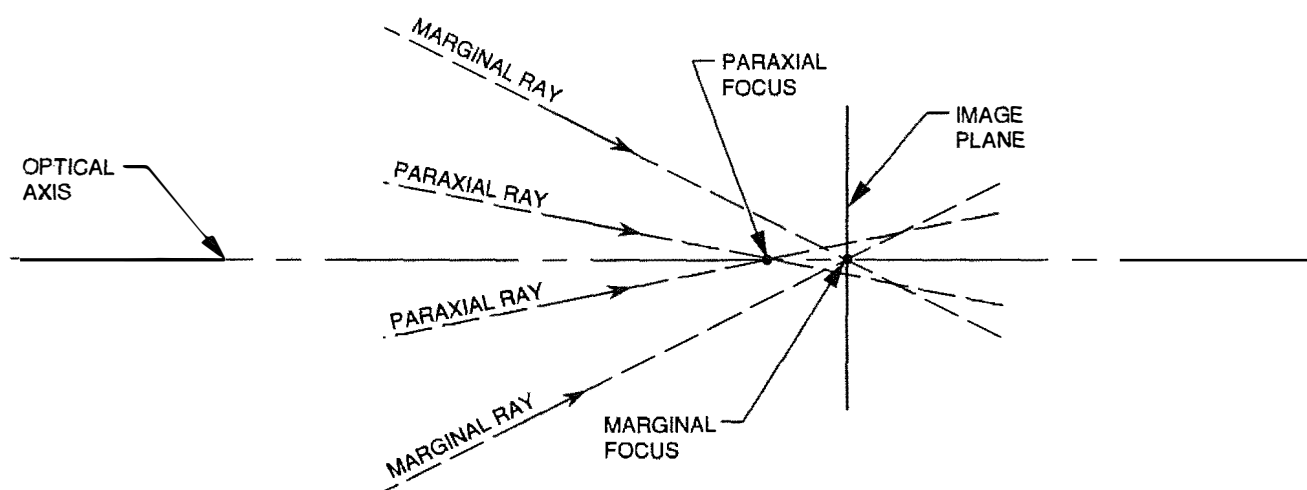 MARGINAL RAY
PARAXIAL
FOCUS
IMAGE
PLANE
OPTICAL
AXIS
PARAXIAL RAY
PARAXIAL RAY
MARGINAL RAY
MARGINAL
FOCUS